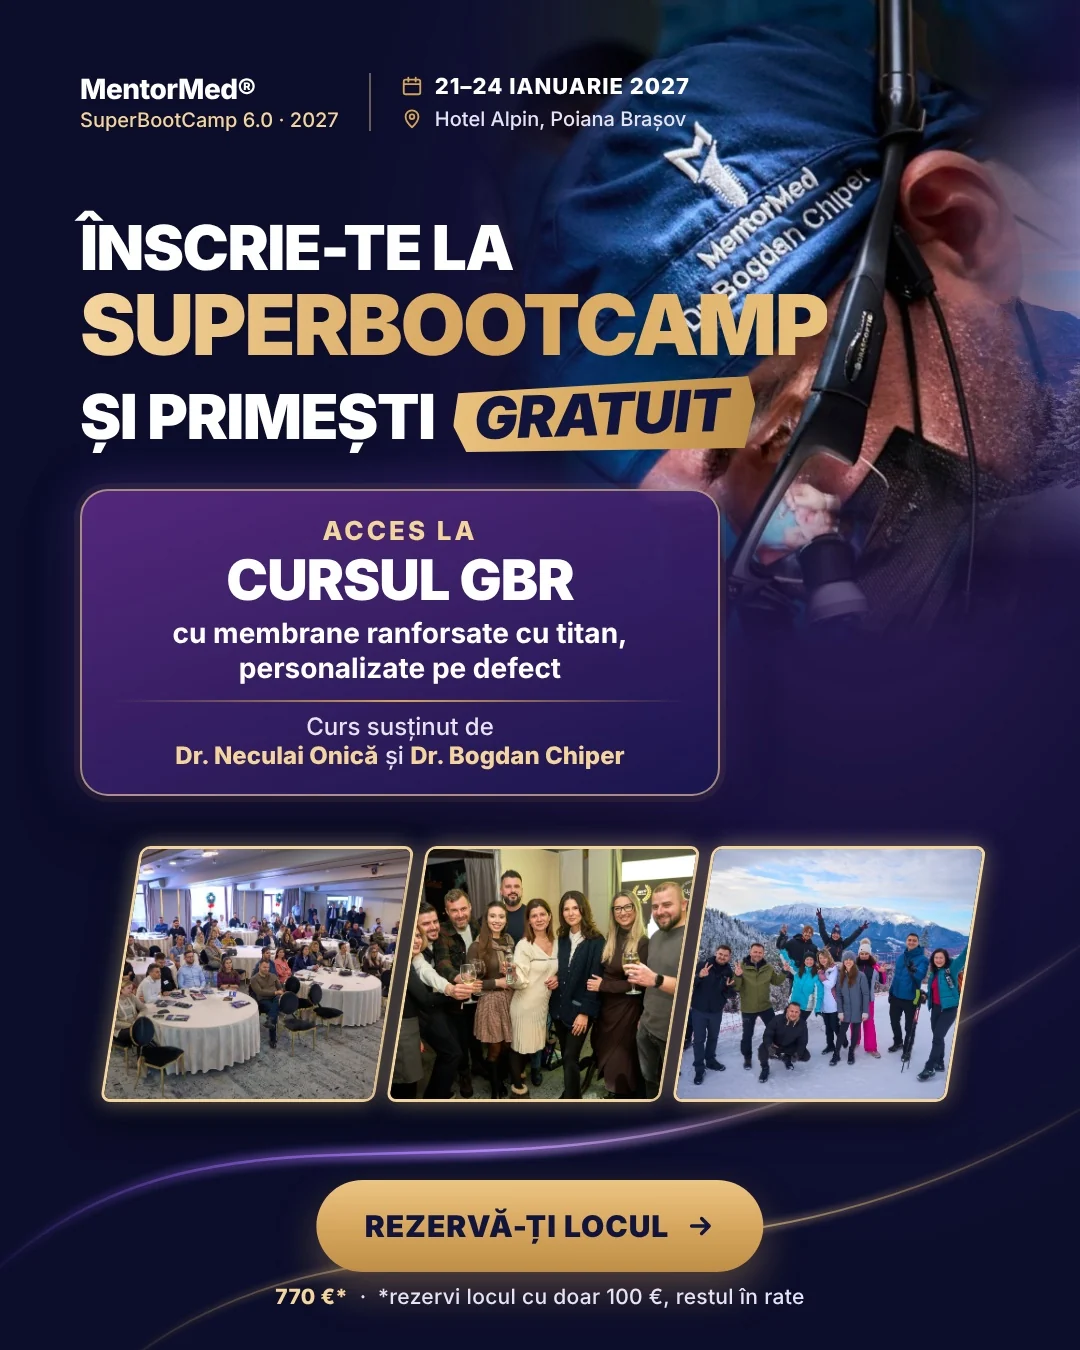 MentorMed®
SuperBootCamp 6.0 · 2027
21–24 IANUARIE 2027
Hotel Alpin, Poiana Brașov
MentorMed
Dr. Bogdan Chiper
ÎNSCRIE-TE LA
SUPERBOOTCAMP
ȘI PRIMEȘTI GRATUIT
ACCES LA
CURSUL GBR
cu membrane ranforsate cu titan,
personalizate pe defect
Curs susținut de
Dr. Neculai Onică și Dr. Bogdan Chiper
REZERVĂ-ȚI LOCUL →
770 €* · *rezervi locul cu doar 100 €, restul în rate